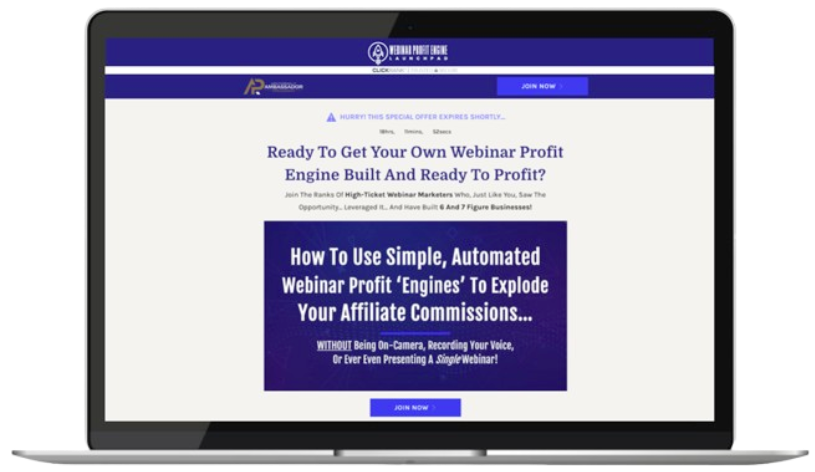 WEBINAR PROFIT ENGINE
LAUNCHPAD
CLICKBANK
AMBASSADOR
JOIN NOW
HURRY! THIS SPECIAL OFFER EXPIRES SHORTLY...
18hrs, 11mins, 52secs
Ready To Get Your Own Webinar Profit
Engine Built And Ready To Profit?
Join The Ranks Of High-Ticket Webinar Marketers Who, Just Like You, Saw The
Opportunity... Leveraged It... And Have Built 6 And 7 Figure Businesses!
How To Use Simple, Automated
Webinar Profit 'Engines' To Explode
Your Affiliate Commissions...
WITHOUT Being On-Camera, Recording Your Voice,
Or Ever Even Presenting A Single Webinar!
JOIN NOW